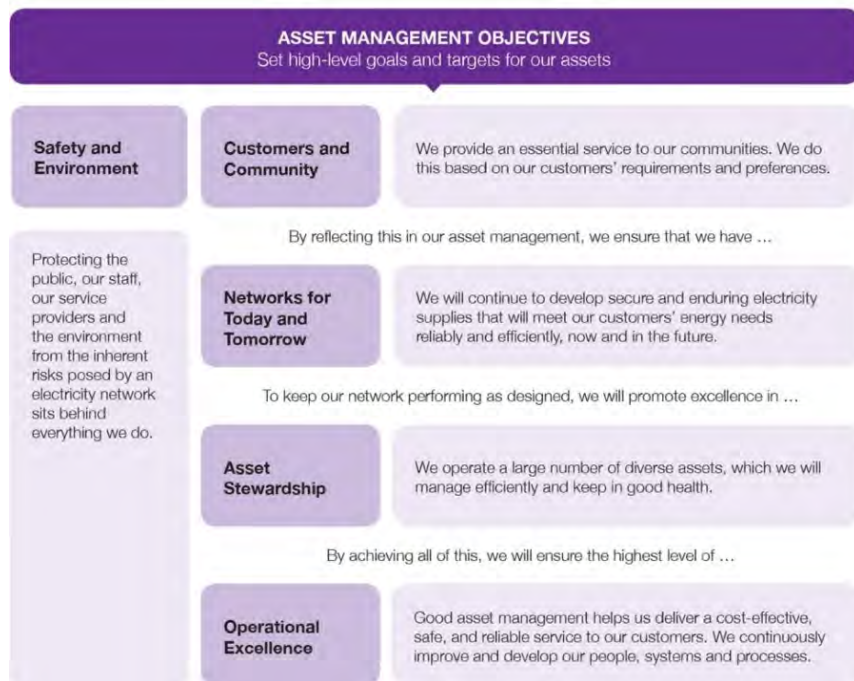 ASSET MANAGEMENT OBJECTIVES
Set high-level goals and targets for our assets
Safety and
Environment
Protecting the
public, our staff,
our service
providers and
the environment
from the inherent
risks posed by an
electricity network
sits behind
everything we do.
Customers and
Community
We provide an essential service to our communities. We do
this based on our customers' requirements and preferences.
By reflecting this in our asset management, we ensure that we have …
Networks for
Today and
Tomorrow
We will continue to develop secure and enduring electricity
supplies that will meet our customers' energy needs
reliably and efficiently, now and in the future.
To keep our network performing as designed, we will promote excellence in …
Asset
Stewardship
We operate a large number of diverse assets, which we will
manage efficiently and keep in good health.
By achieving all of this, we will ensure the highest level of …
Operational
Excellence
Good asset management helps us deliver a cost-effective,
safe, and reliable service to our customers. We continuously
improve and develop our people, systems and processes.